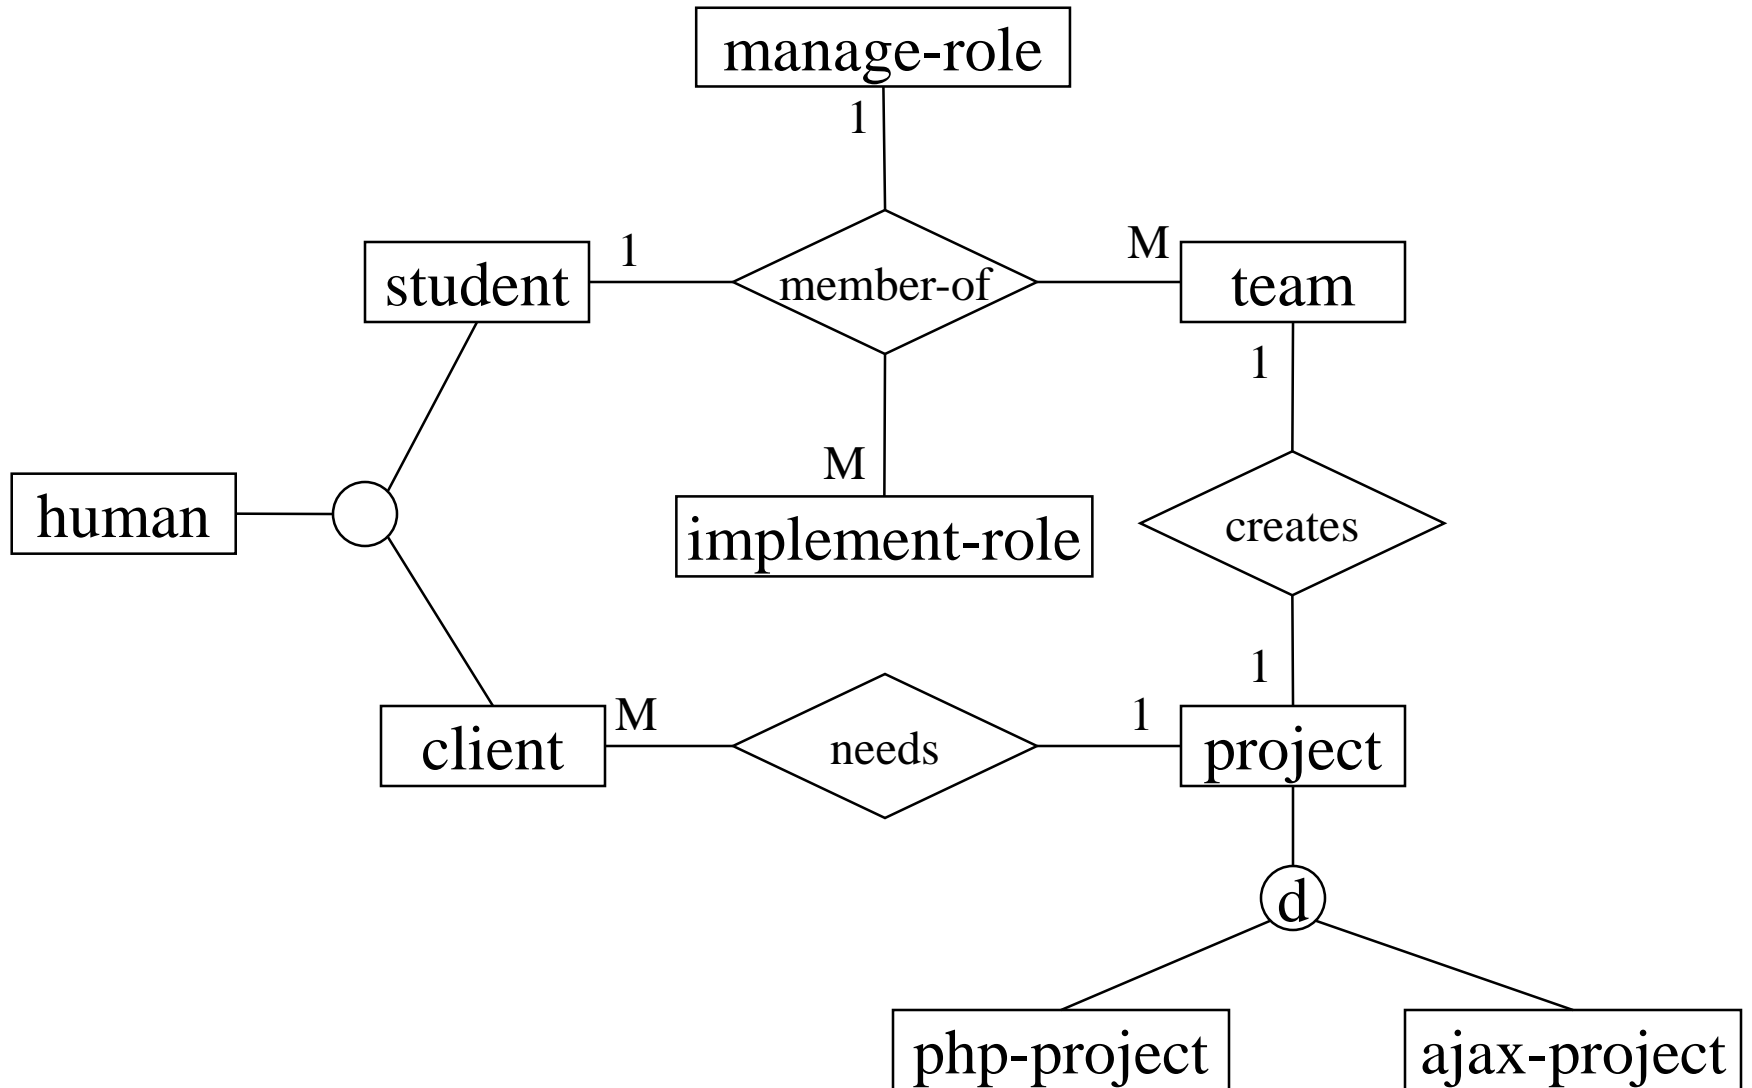 manage-role
1
student
1
member-of
M
team
1
M
human
implement-role
creates
1
client
M
needs
1
project
d
php-project
ajax-project